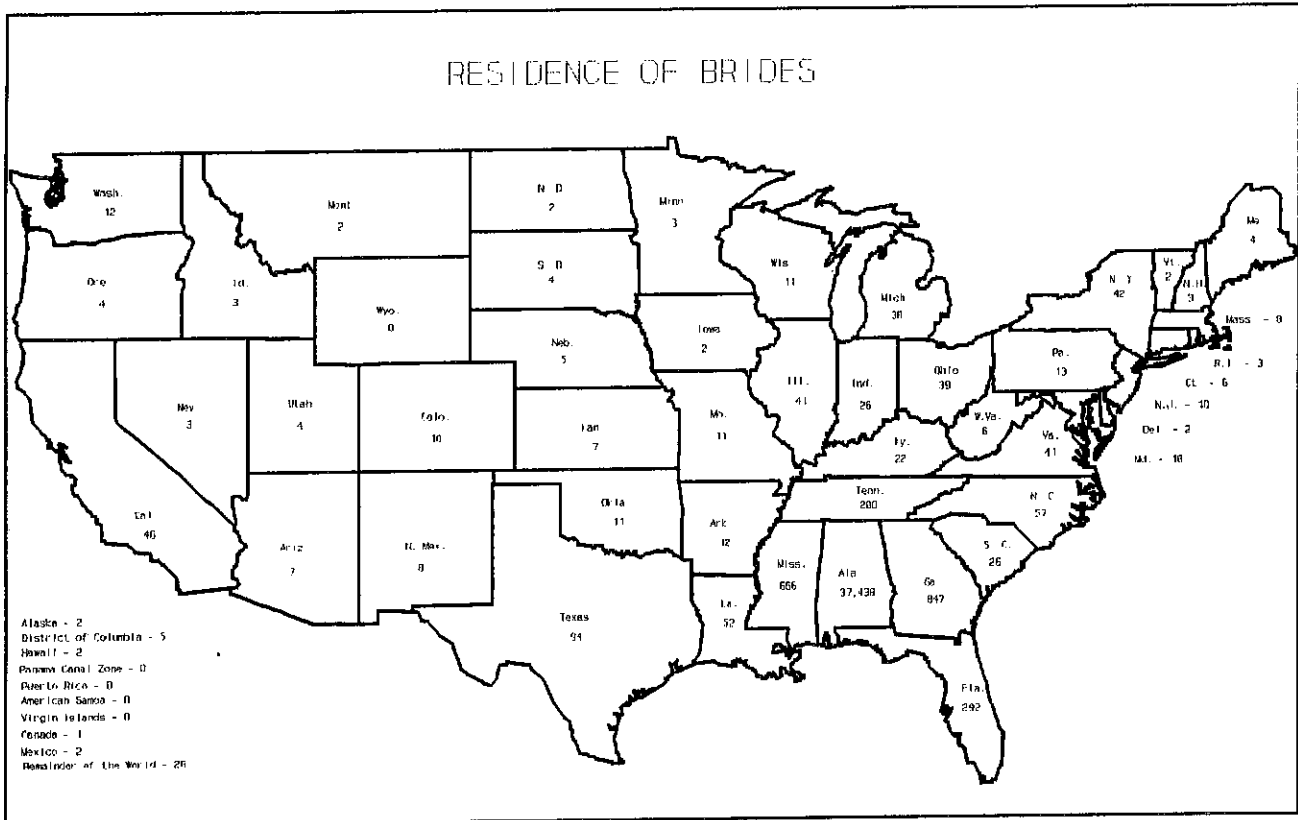 RESIDENCE OF BRIDES
Wash.
12
Mont
2
N D
2
Minn
3
Me
4
Ore
4
Id.
3
S D
4
Wis
11
Mich
38
N Y
42
Vt.
2
N.H.
3
Wyo.
0
Mass -
Iowa
2
Neb.
5
Pa.
13
R.I - 3
Ct. - 6
Nev
3
Utah
4
Colo.
10
Ill.
41
Ind.
26
Ohio
39
N.J. - 10
Kan
7
Mo.
11
W.Va.
6
Va.
41
Del - 2
Ky.
22
Md. -
Cal
46
Okla
11
Tenn.
200
N C
57
Ariz
7
N. Mex.
8
Ark
12
S. C.
26
Miss.
666
Ala
37,438
Ga
847
Texas
94
La.
52
Fla.
292
Alaska - 2
District of Columbia - 5
Hawaii - 2
Panama Canal Zone - 0
Puerto Rico - 0
American Samoa - 0
Virgin Islands - 0
Canada - 1
Mexico - 2
Remainder of the World -